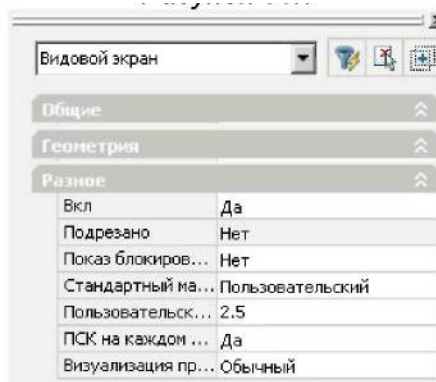 Видовой экран
Общие
Геометрия
Разное
Вкл Да
Подрезано Нет
Показ блокиров... Нет
Стандартный ма... Пользовательский
Пользовательск... 2.5
ПСК на каждом ... Да
Визуализация пр... Обычный